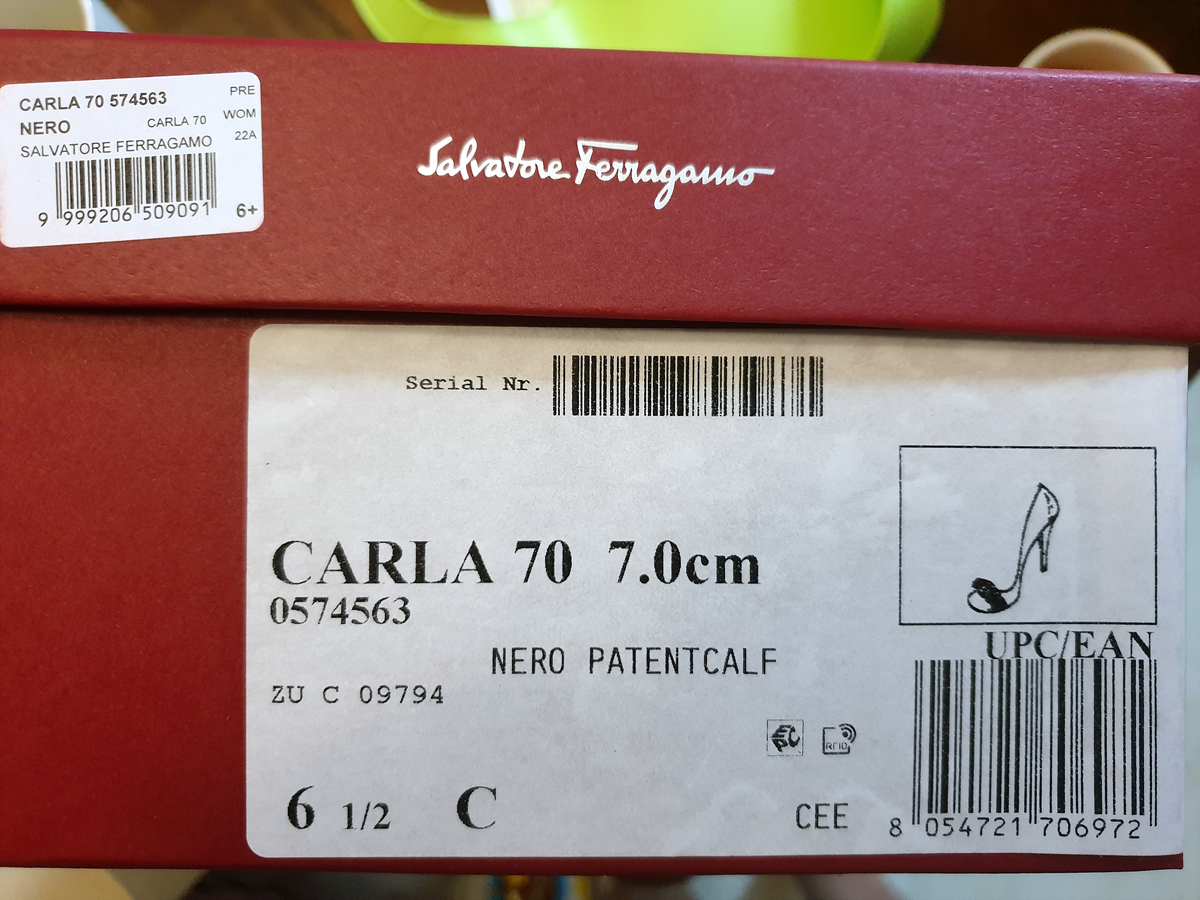 CARLA 70 574563
PRE
NERO
CARLA 70
WOM
SALVATORE FERRAGAMO
22A
9 999206 509091
6+
Salvatore Ferragamo
Serial Nr.
CARLA 70 7.0cm
0574563
UPC/EAN
NERO PATENTCALF
ZU C 09794
EPC
RFID
6 1/2 C
CEE
8 054721 706972